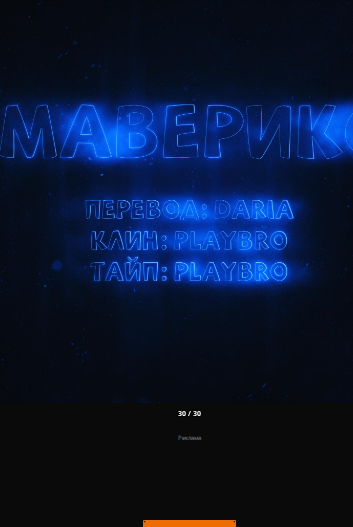 МАВЕРИК
ПЕРЕВОД: DARIA
КЛИН: PLAYBRO
ТАЙП: PLAYBRO
30 / 30
Реклама